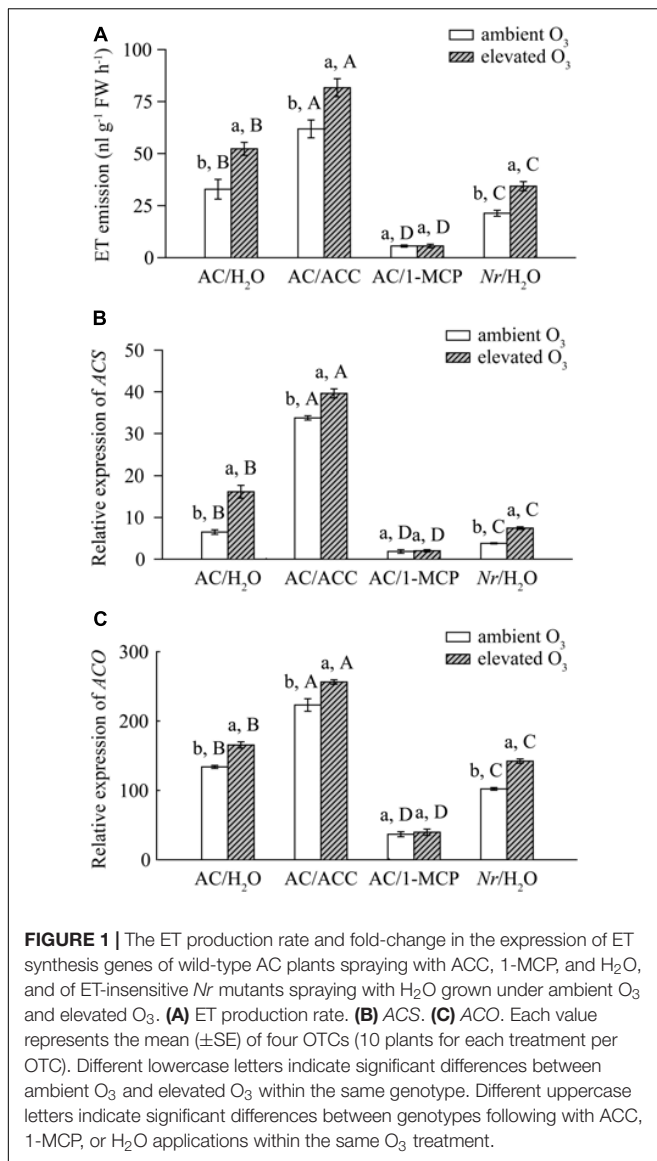 A
ambient O₃
elevated O₃
ET emission (nl g⁻¹ FW h⁻¹)
100
75
50
25
0
b, B
a, B
b, A
a, A
a, D
a, D
b, C
a, C
AC/H₂O
AC/ACC
AC/1-MCP
Nr/H₂O
B
ambient O₃
elevated O₃
Relative expression of ACS
50
40
30
20
10
0
b, B
a, B
b, A
a, A
a, D
a, D
b, C
a, C
AC/H₂O
AC/ACC
AC/1-MCP
Nr/H₂O
C
ambient O₃
elevated O₃
Relative expression of ACO
300
200
100
0
b, B
a, B
b, A
a, A
a, D
a, D
b, C
a, C
AC/H₂O
AC/ACC
AC/1-MCP
Nr/H₂O
FIGURE 1 | The ET production rate and fold-change in the expression of ET
synthesis genes of wild-type AC plants spraying with ACC, 1-MCP, and H₂O,
and of ET-insensitive Nr mutants spraying with H₂O grown under ambient O₃
and elevated O₃. (A) ET production rate. (B) ACS. (C) ACO. Each value
represents the mean (±SE) of four OTCs (10 plants for each treatment per
OTC). Different lowercase letters indicate significant differences between
ambient O₃ and elevated O₃ within the same genotype. Different uppercase
letters indicate significant differences between genotypes following with ACC,
1-MCP, or H₂O applications within the same O₃ treatment.